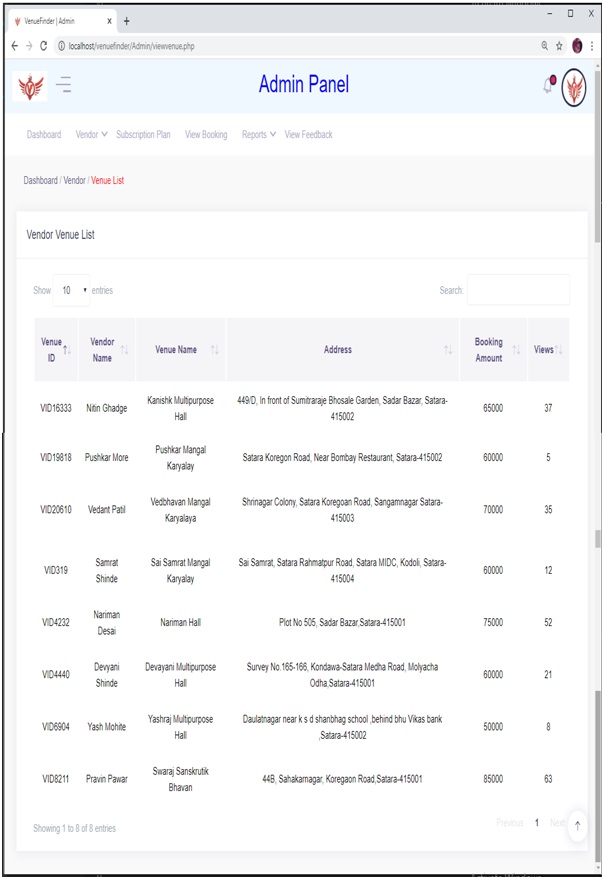 VenueFinder | Admin
localhost/venuefinder/Admin/viewvenue.php
Admin Panel
Dashboard Vendor Subscription Plan View Booking Reports View Feedback
Dashboard / Vendor / Venue List
Vendor Venue List
Show 10 entries Search:
Venue ID Vendor Name Venue Name Address Booking Amount Views
VID16333 Nitin Ghadge Kanishk Multipurpose Hall 449/D, In front of Sumitraraje Bhosale Garden, Sadar Bazar, Satara-415002 65000 37
VID19818 Pushkar More Pushkar Mangal Karyalay Satara Koregon Road, Near Bombay Restaurant, Satara-415002 60000 5
VID20610 Vedant Patil Vedbhavan Mangal Karyalaya Shrinagar Colony, Satara Koregoan Road, Sangamnagar Satara-415003 70000 35
VID319 Samrat Shinde Sai Samrat Mangal Karyalay Sai Samrat, Satara Rahmatpur Road, Satara MIDC, Kodoli, Satara-415004 60000 12
VID4232 Nariman Desai Nariman Hall Plot No 505, Sadar Bazar,Satara-415001 75000 52
VID4440 Devyani Shinde Devayani Multipurpose Hall Survey No.165-166, Kondawa-Satara Medha Road, Molyacha Odha,Satara-415001 60000 21
VID6904 Yash Mohite Yashraj Multipurpose Hall Daulatnagar near k s d shanbhag school ,behind bhu Vikas bank ,Satara-415002 50000 8
VID8211 Pravin Pawar Swaraj Sanskrutik Bhavan 44B, Sahakarnagar, Koregaon Road,Satara-415001 85000 63
Showing 1 to 8 of 8 entries Previous 1 Next